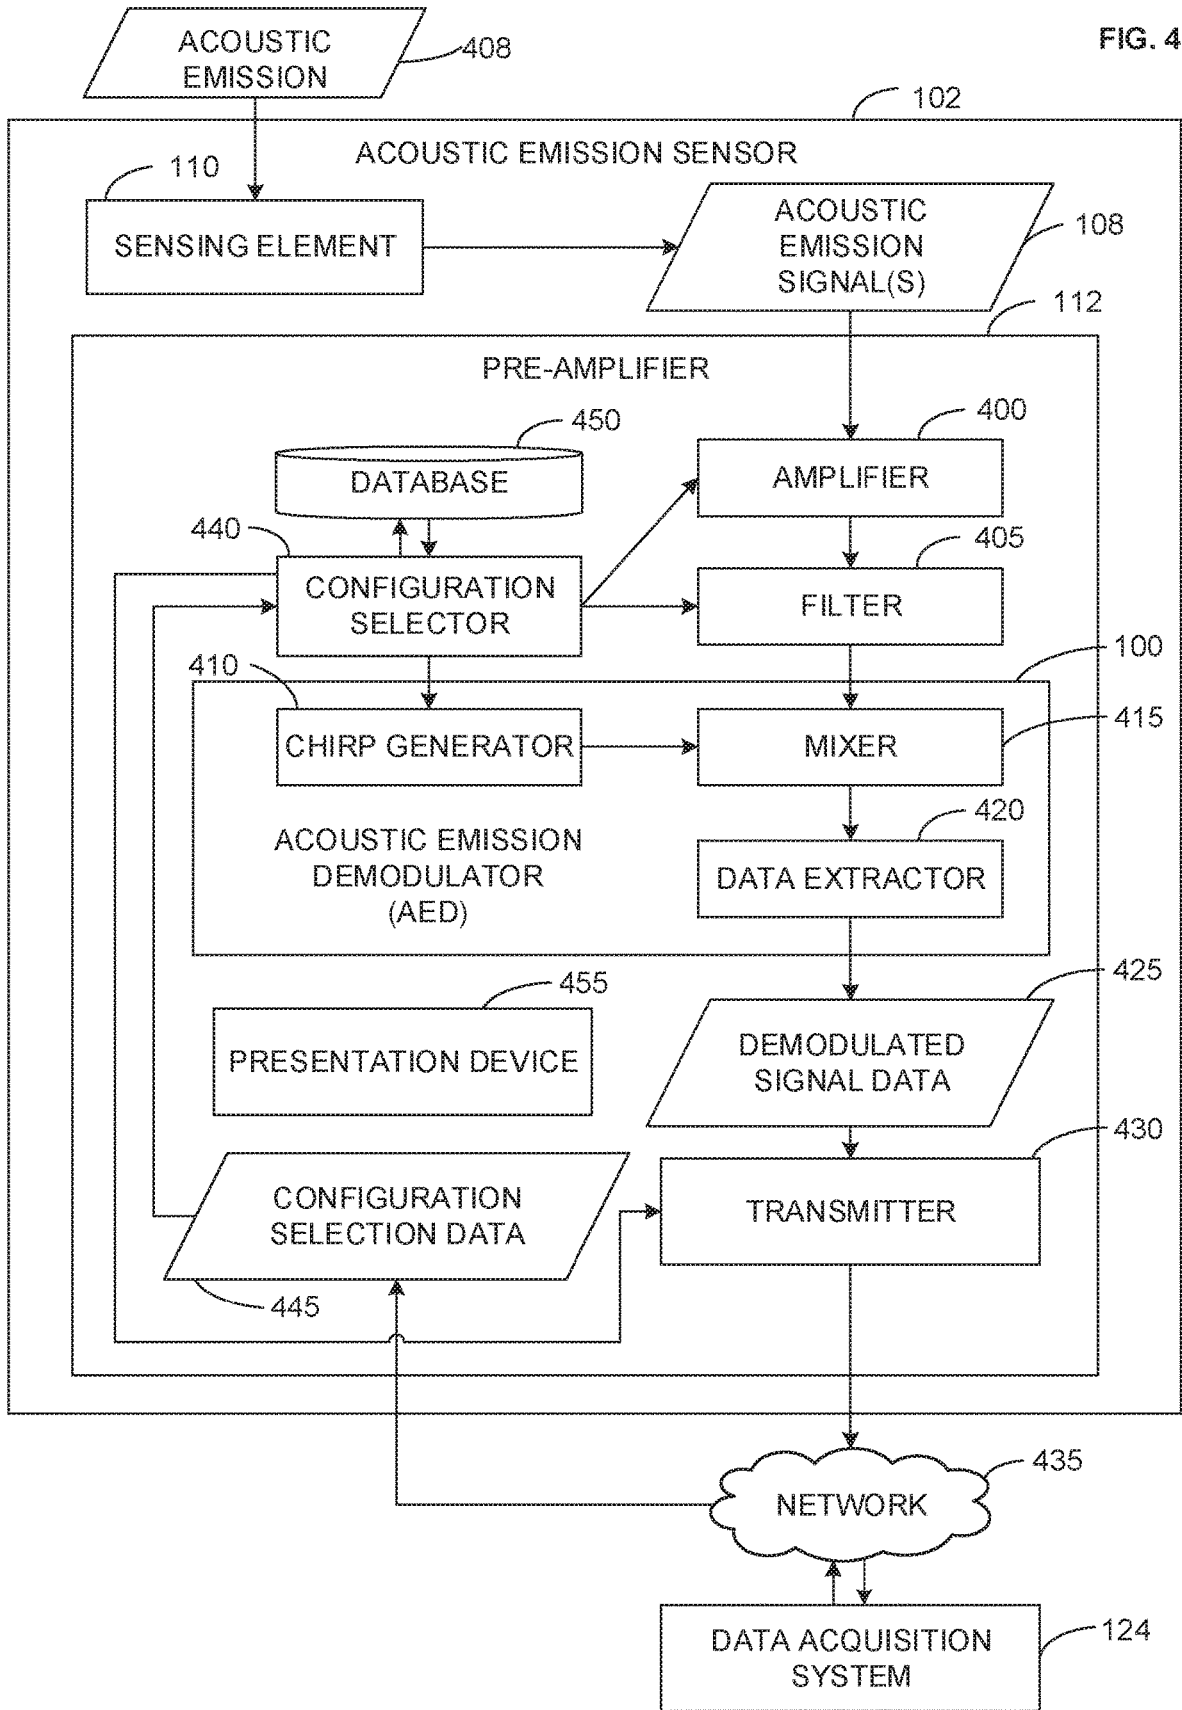 ACOUSTIC
EMISSION
408
FIG. 4
102
ACOUSTIC EMISSION SENSOR
110
SENSING ELEMENT
ACOUSTIC
EMISSION
SIGNAL(S)
108
112
PRE-AMPLIFIER
450
DATABASE
400
AMPLIFIER
440
CONFIGURATION
SELECTOR
405
FILTER
410
100
CHIRP GENERATOR
MIXER
415
ACOUSTIC EMISSION
DEMODULATOR
(AED)
420
DATA EXTRACTOR
455
PRESENTATION DEVICE
425
DEMODULATED
SIGNAL DATA
430
CONFIGURATION
SELECTION DATA
445
TRANSMITTER
435
NETWORK
DATA ACQUISITION
SYSTEM
124